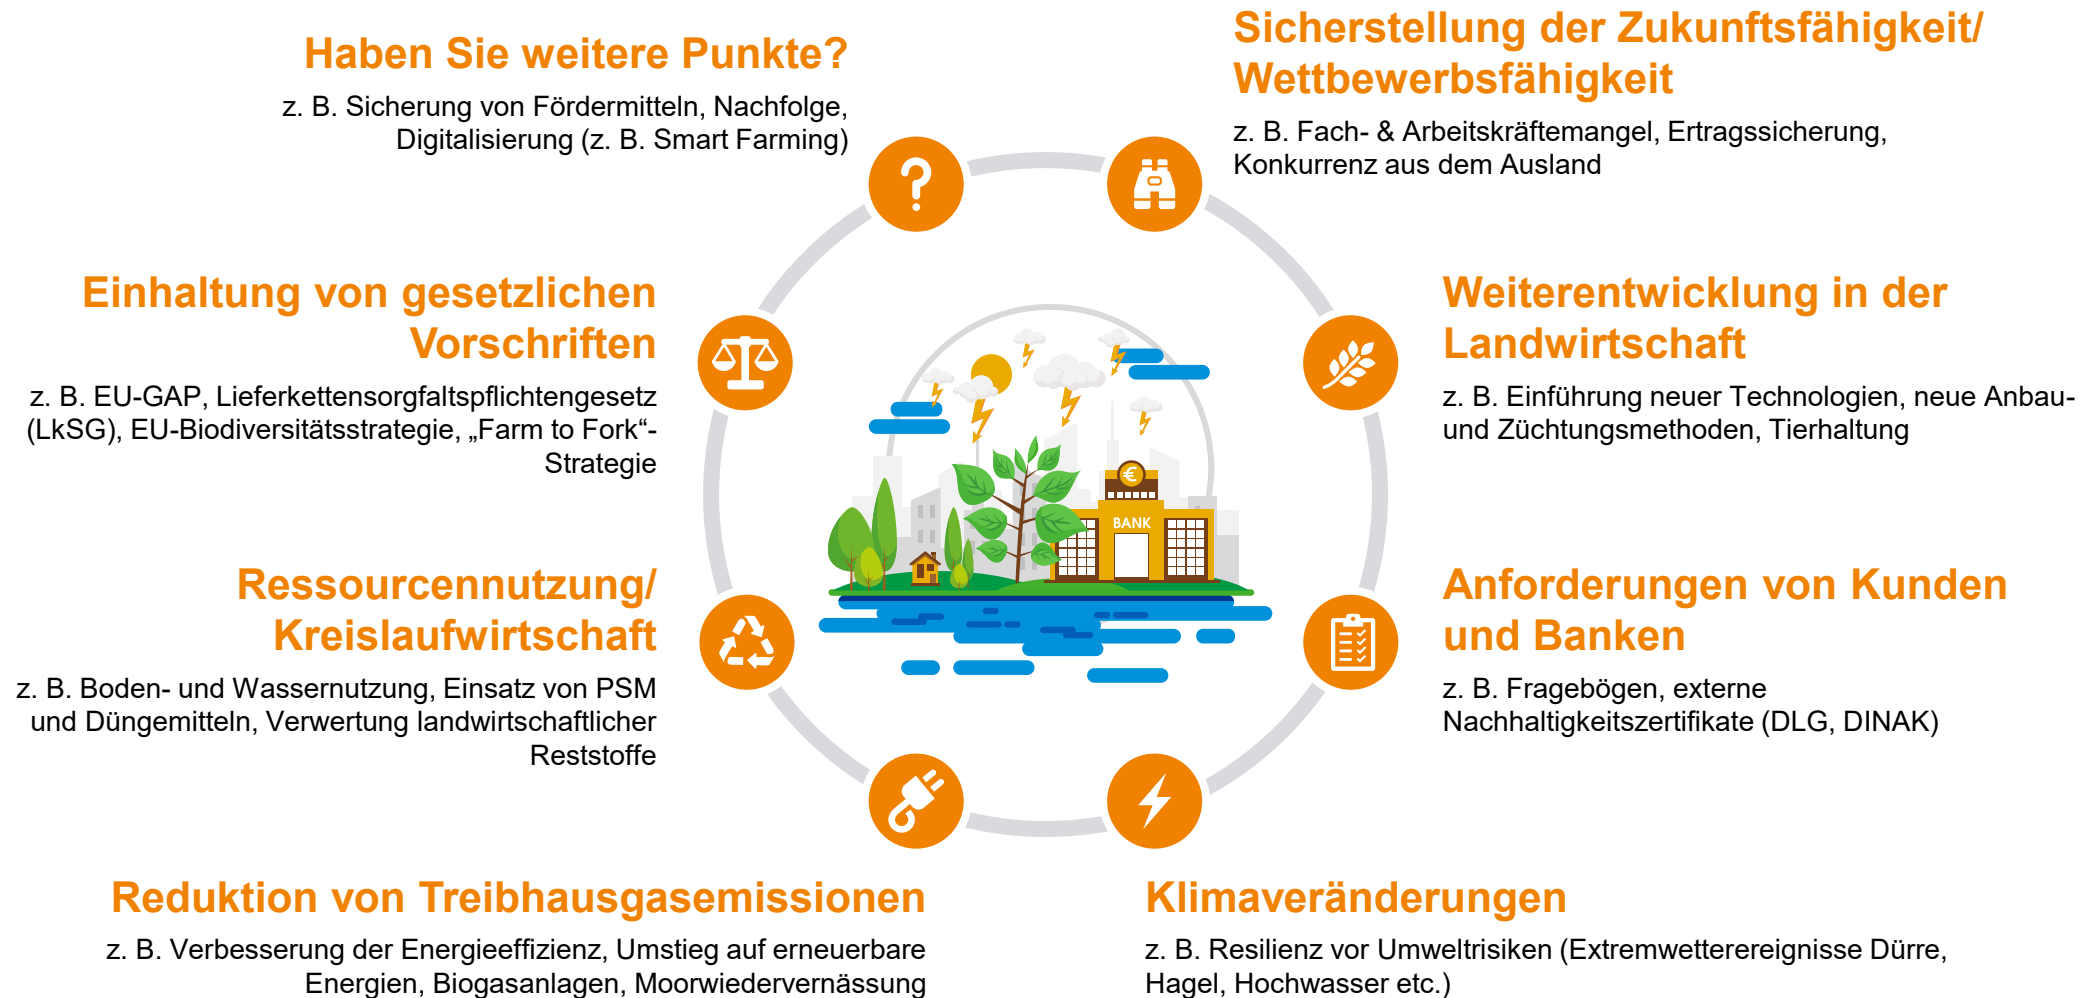 Haben Sie weitere Punkte?
z. B. Sicherung von Fördermitteln, Nachfolge,
Digitalisierung (z. B. Smart Farming)
Sicherstellung der Zukunftsfähigkeit/
Wettbewerbsfähigkeit
z. B. Fach- & Arbeitskräftemangel, Ertragssicherung,
Konkurrenz aus dem Ausland
Einhaltung von gesetzlichen
Vorschriften
z. B. EU-GAP, Lieferkettensorgfaltspflichtengesetz
(LkSG), EU-Biodiversitätsstrategie, „Farm to Fork“-
Strategie
Weiterentwicklung in der
Landwirtschaft
z. B. Einführung neuer Technologien, neue Anbau-
und Züchtungsmethoden, Tierhaltung
€
BANK
Ressourcennutzung/
Kreislaufwirtschaft
z. B. Boden- und Wassernutzung, Einsatz von PSM
und Düngemitteln, Verwertung landwirtschaftlicher
Reststoffe
Anforderungen von Kunden
und Banken
z. B. Fragebögen, externe
Nachhaltigkeitszertifikate (DLG, DINAK)
Reduktion von Treibhausgasemissionen
z. B. Verbesserung der Energieeffizienz, Umstieg auf erneuerbare
Energien, Biogasanlagen, Moorwiedervernässung
Klimaveränderungen
z. B. Resilienz vor Umweltrisiken (Extremwetterereignisse Dürre,
Hagel, Hochwasser etc.)